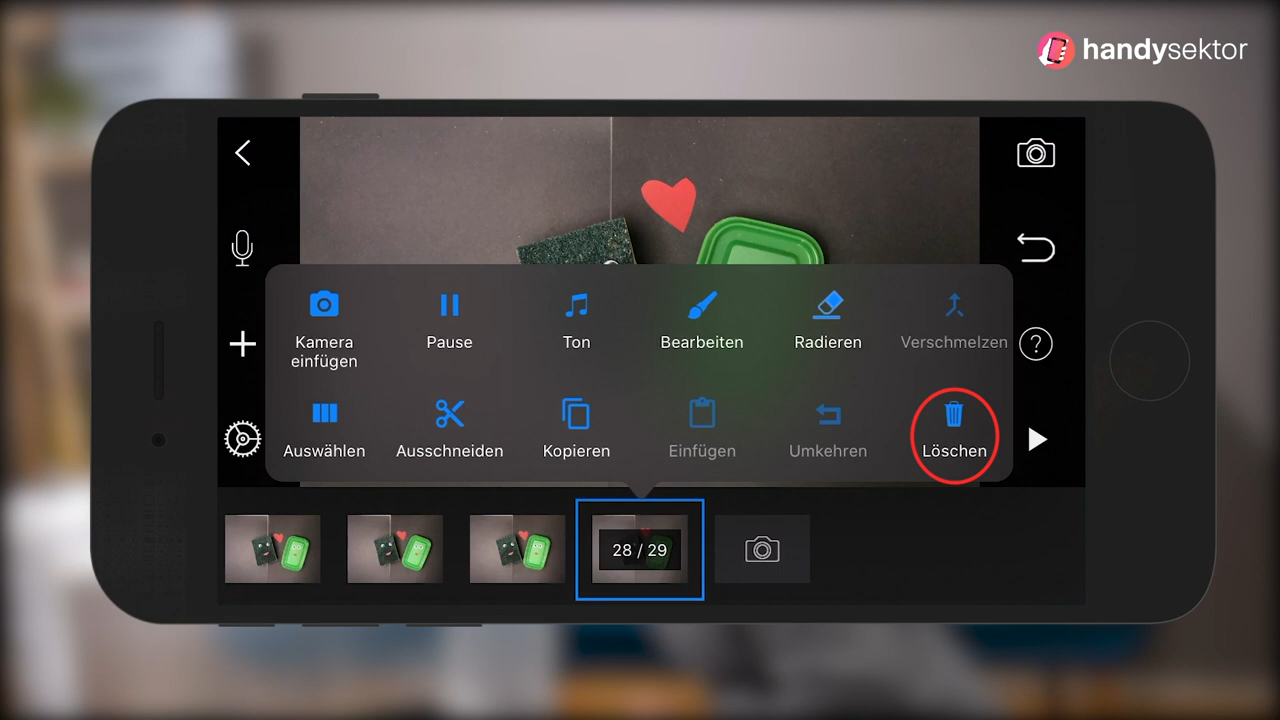 handysektor
Kamera
einfügen
Pause
Ton
Bearbeiten
Radieren
Verschmelzen
?
Auswählen
Ausschneiden
Kopieren
Einfügen
Umkehren
Löschen
28 / 29